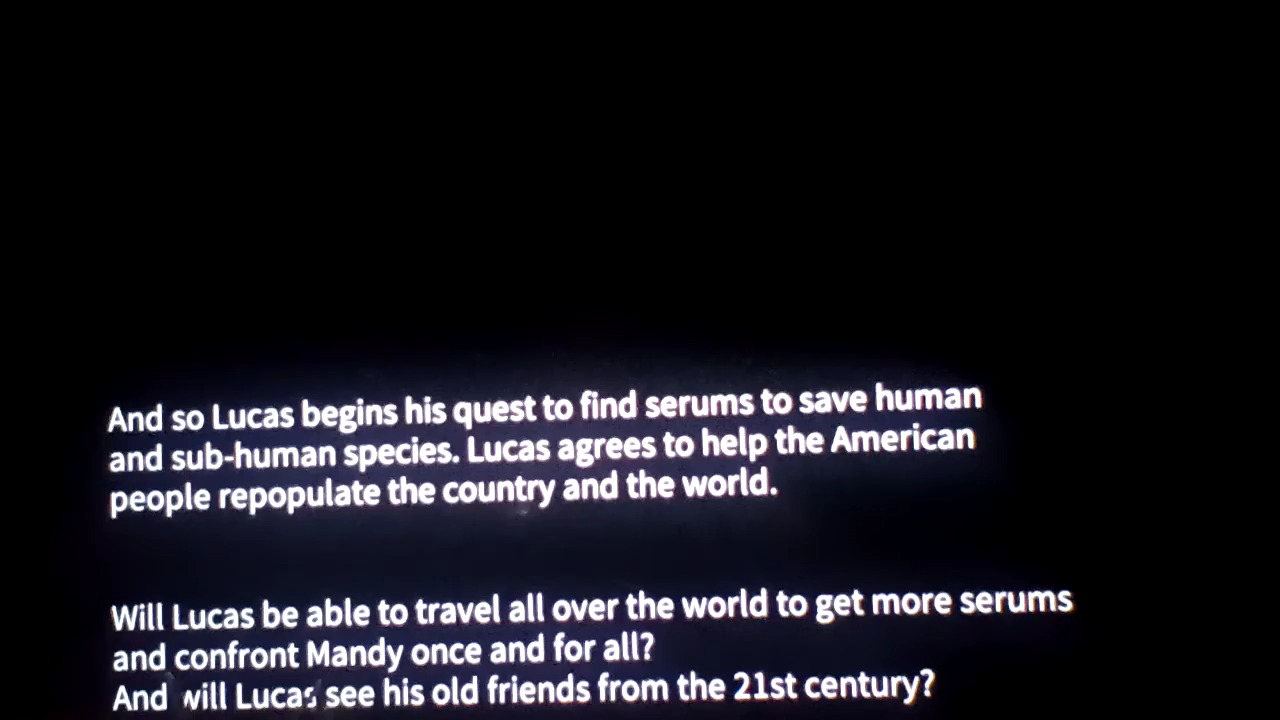 And so Lucas begins his quest to find serums to save human
and sub-human species. Lucas agrees to help the American
people repopulate the country and the world.
Will Lucas be able to travel all over the world to get more serums
and confront Mandy once and for all?
And will Lucas see his old friends from the 21st century?